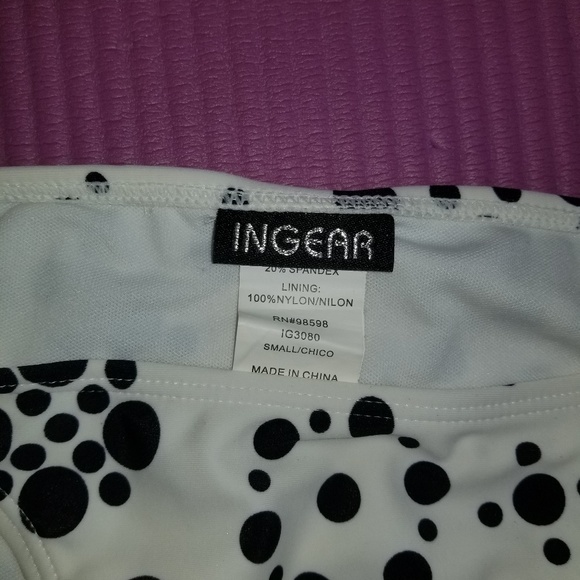 INGEAR
20% SPANDEX
LINING:
100%NYLON/NILON
RN#98598
IG3080
SMALL/CHICO
MADE IN CHINA